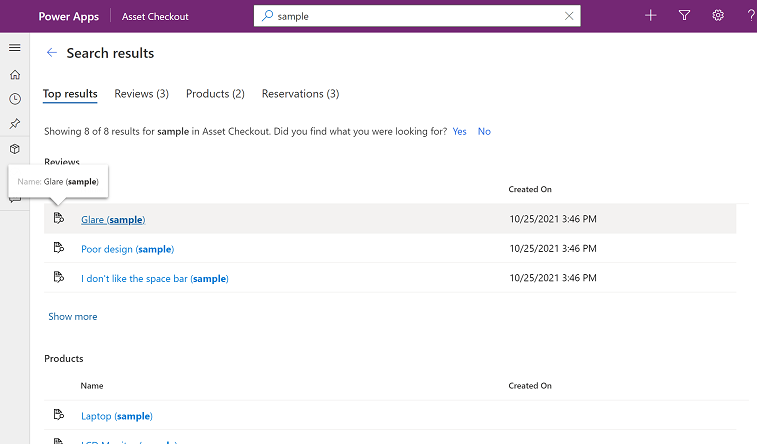 Power Apps Asset Checkout sample
Search results
Top results Reviews (3) Products (2) Reservations (3)
Showing 8 of 8 results for sample in Asset Checkout. Did you find what you were looking for? Yes No
Reviews
Name: Glare (sample)
Created On
Glare (sample) 10/25/2021 3:46 PM
Poor design (sample) 10/25/2021 3:46 PM
I don't like the space bar (sample) 10/25/2021 3:46 PM
Show more
Products
Name Created On
Laptop (sample)